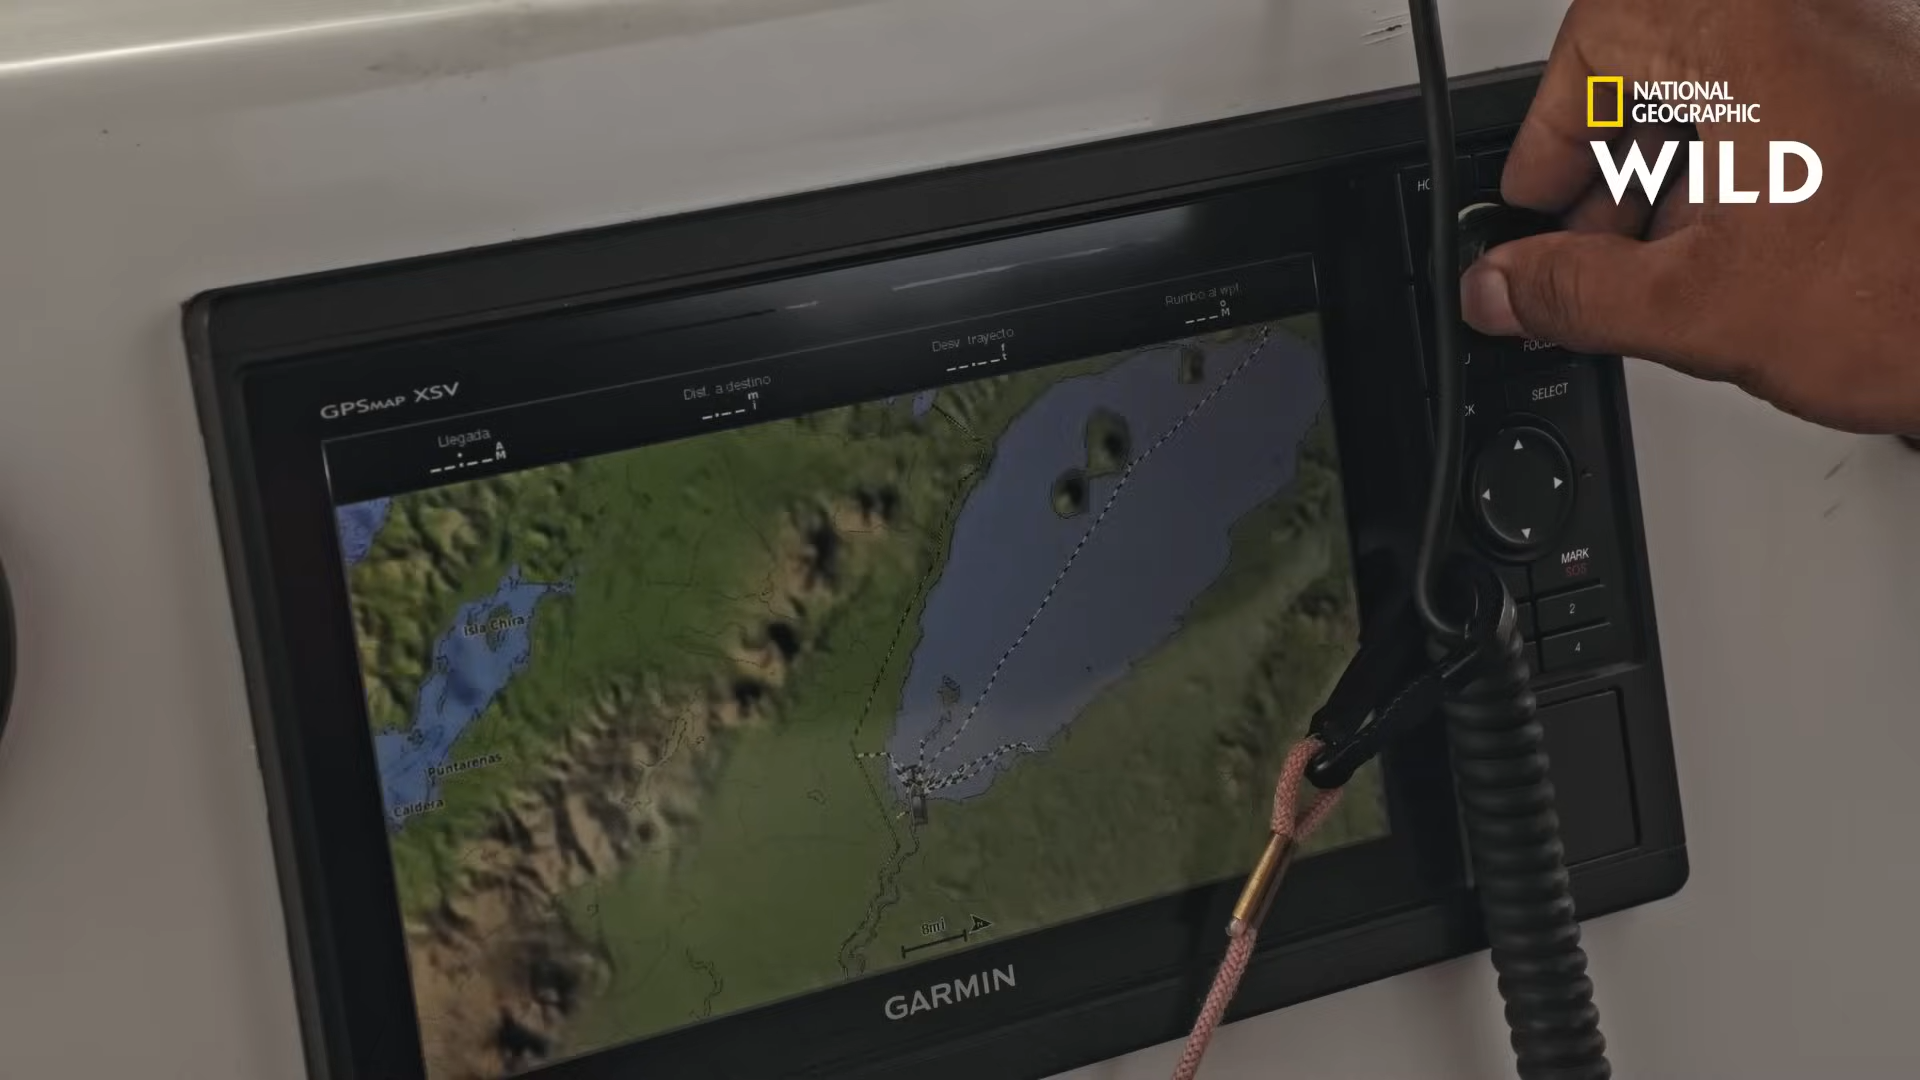 NATIONAL
GEOGRAPHIC
WILD
GPSMAP XSV
Llegada
Dist. a destino
Desv. trayecto
Rumbo al wpt.
Isla Chira
Puntarenas
Caldera
8mi
SELECT
MARK
SOS
2
4
GARMIN